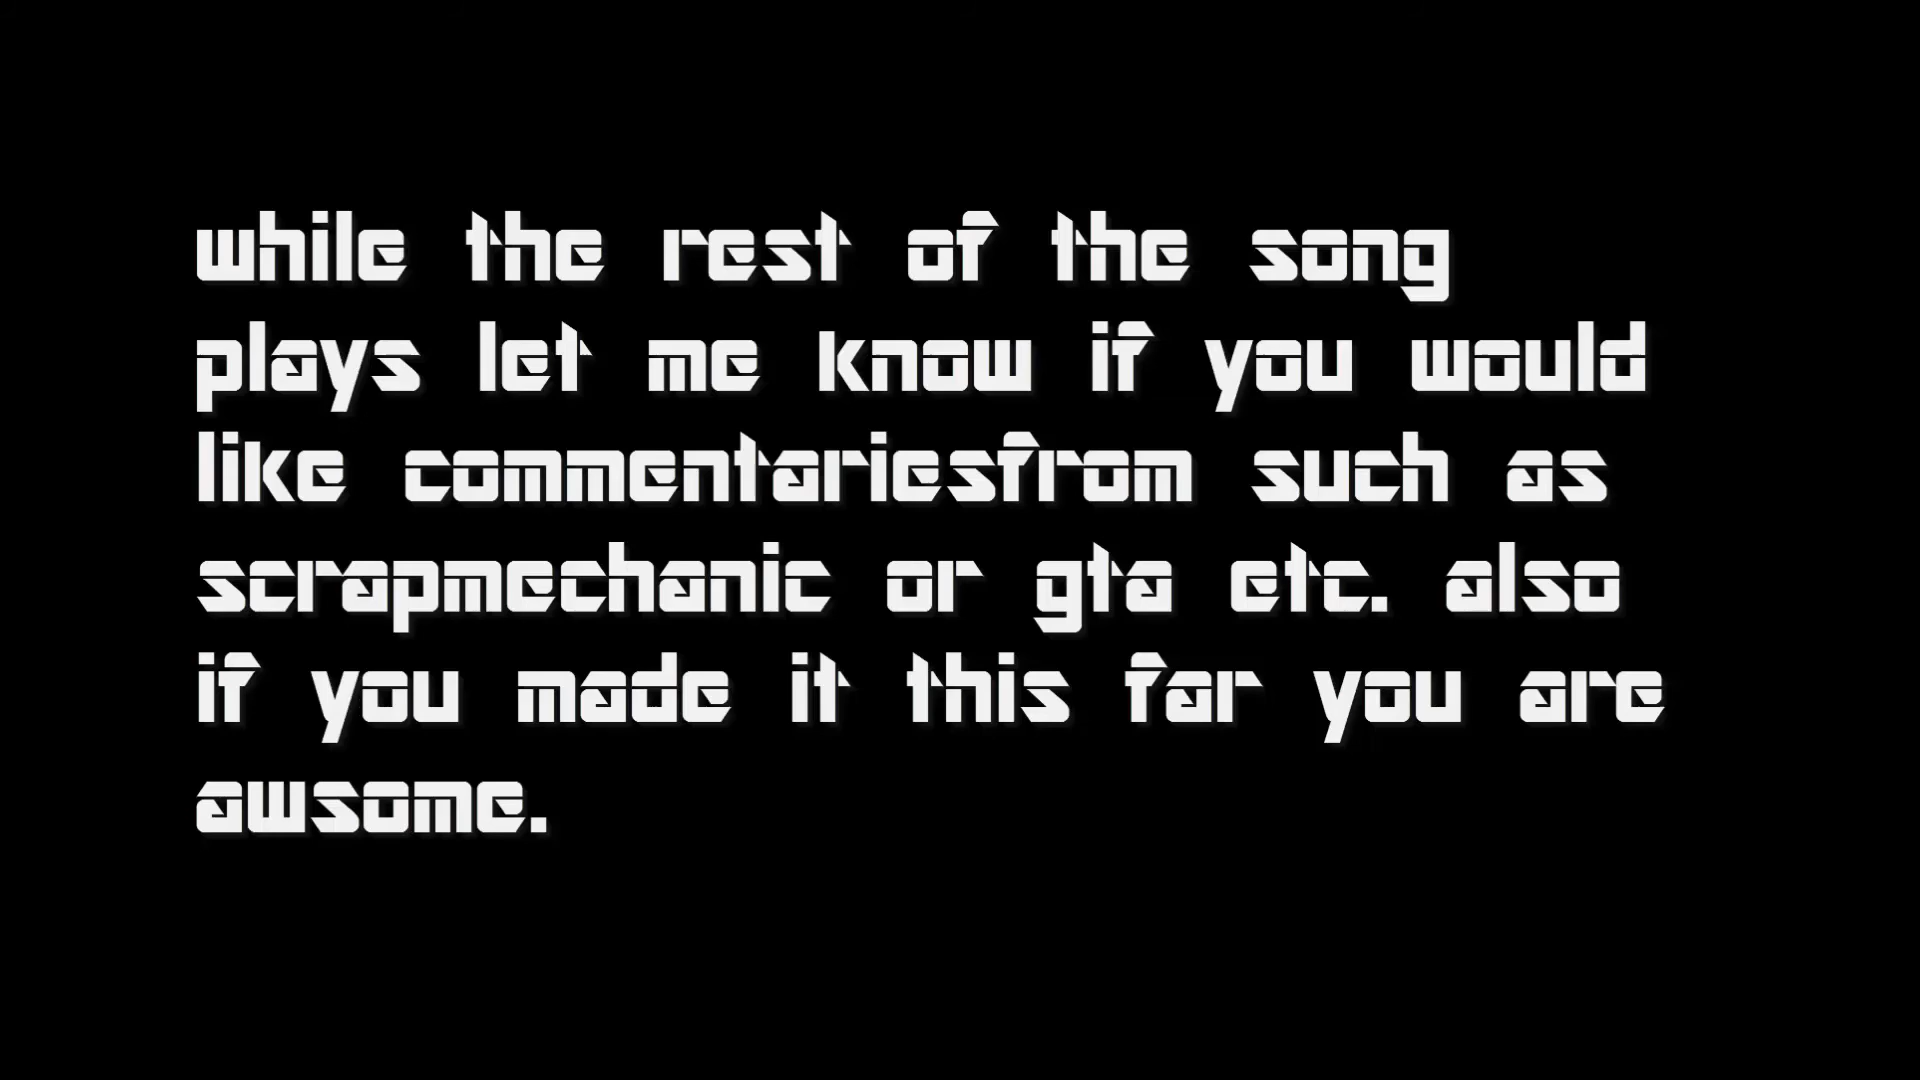 while the rest of the song
plays let me know if you would
like commentariesfrom such as
scrapmechanic or gta etc. also
if you made it this far you are
awsome.